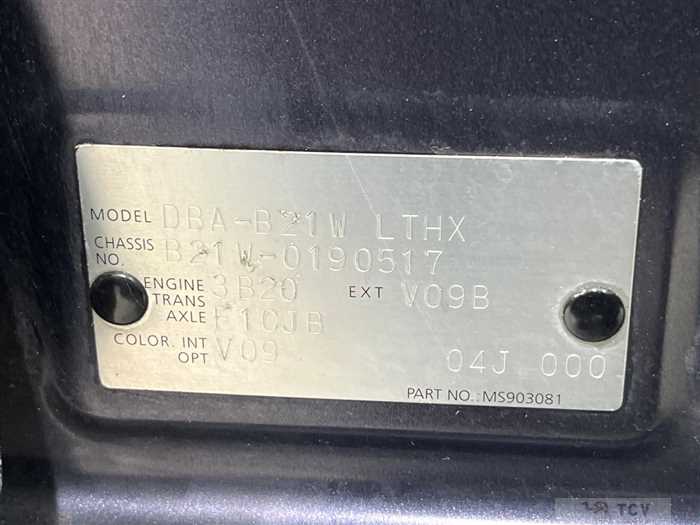 MODEL DBA-B21W LTHX
CHASSIS NO. B21W-0190517
ENGINE 3B20 EXT V09B
TRANS AXLE F1CJB
COLOR. INT V09
OPT 04J 000
PART NO.:MS903081
TCV